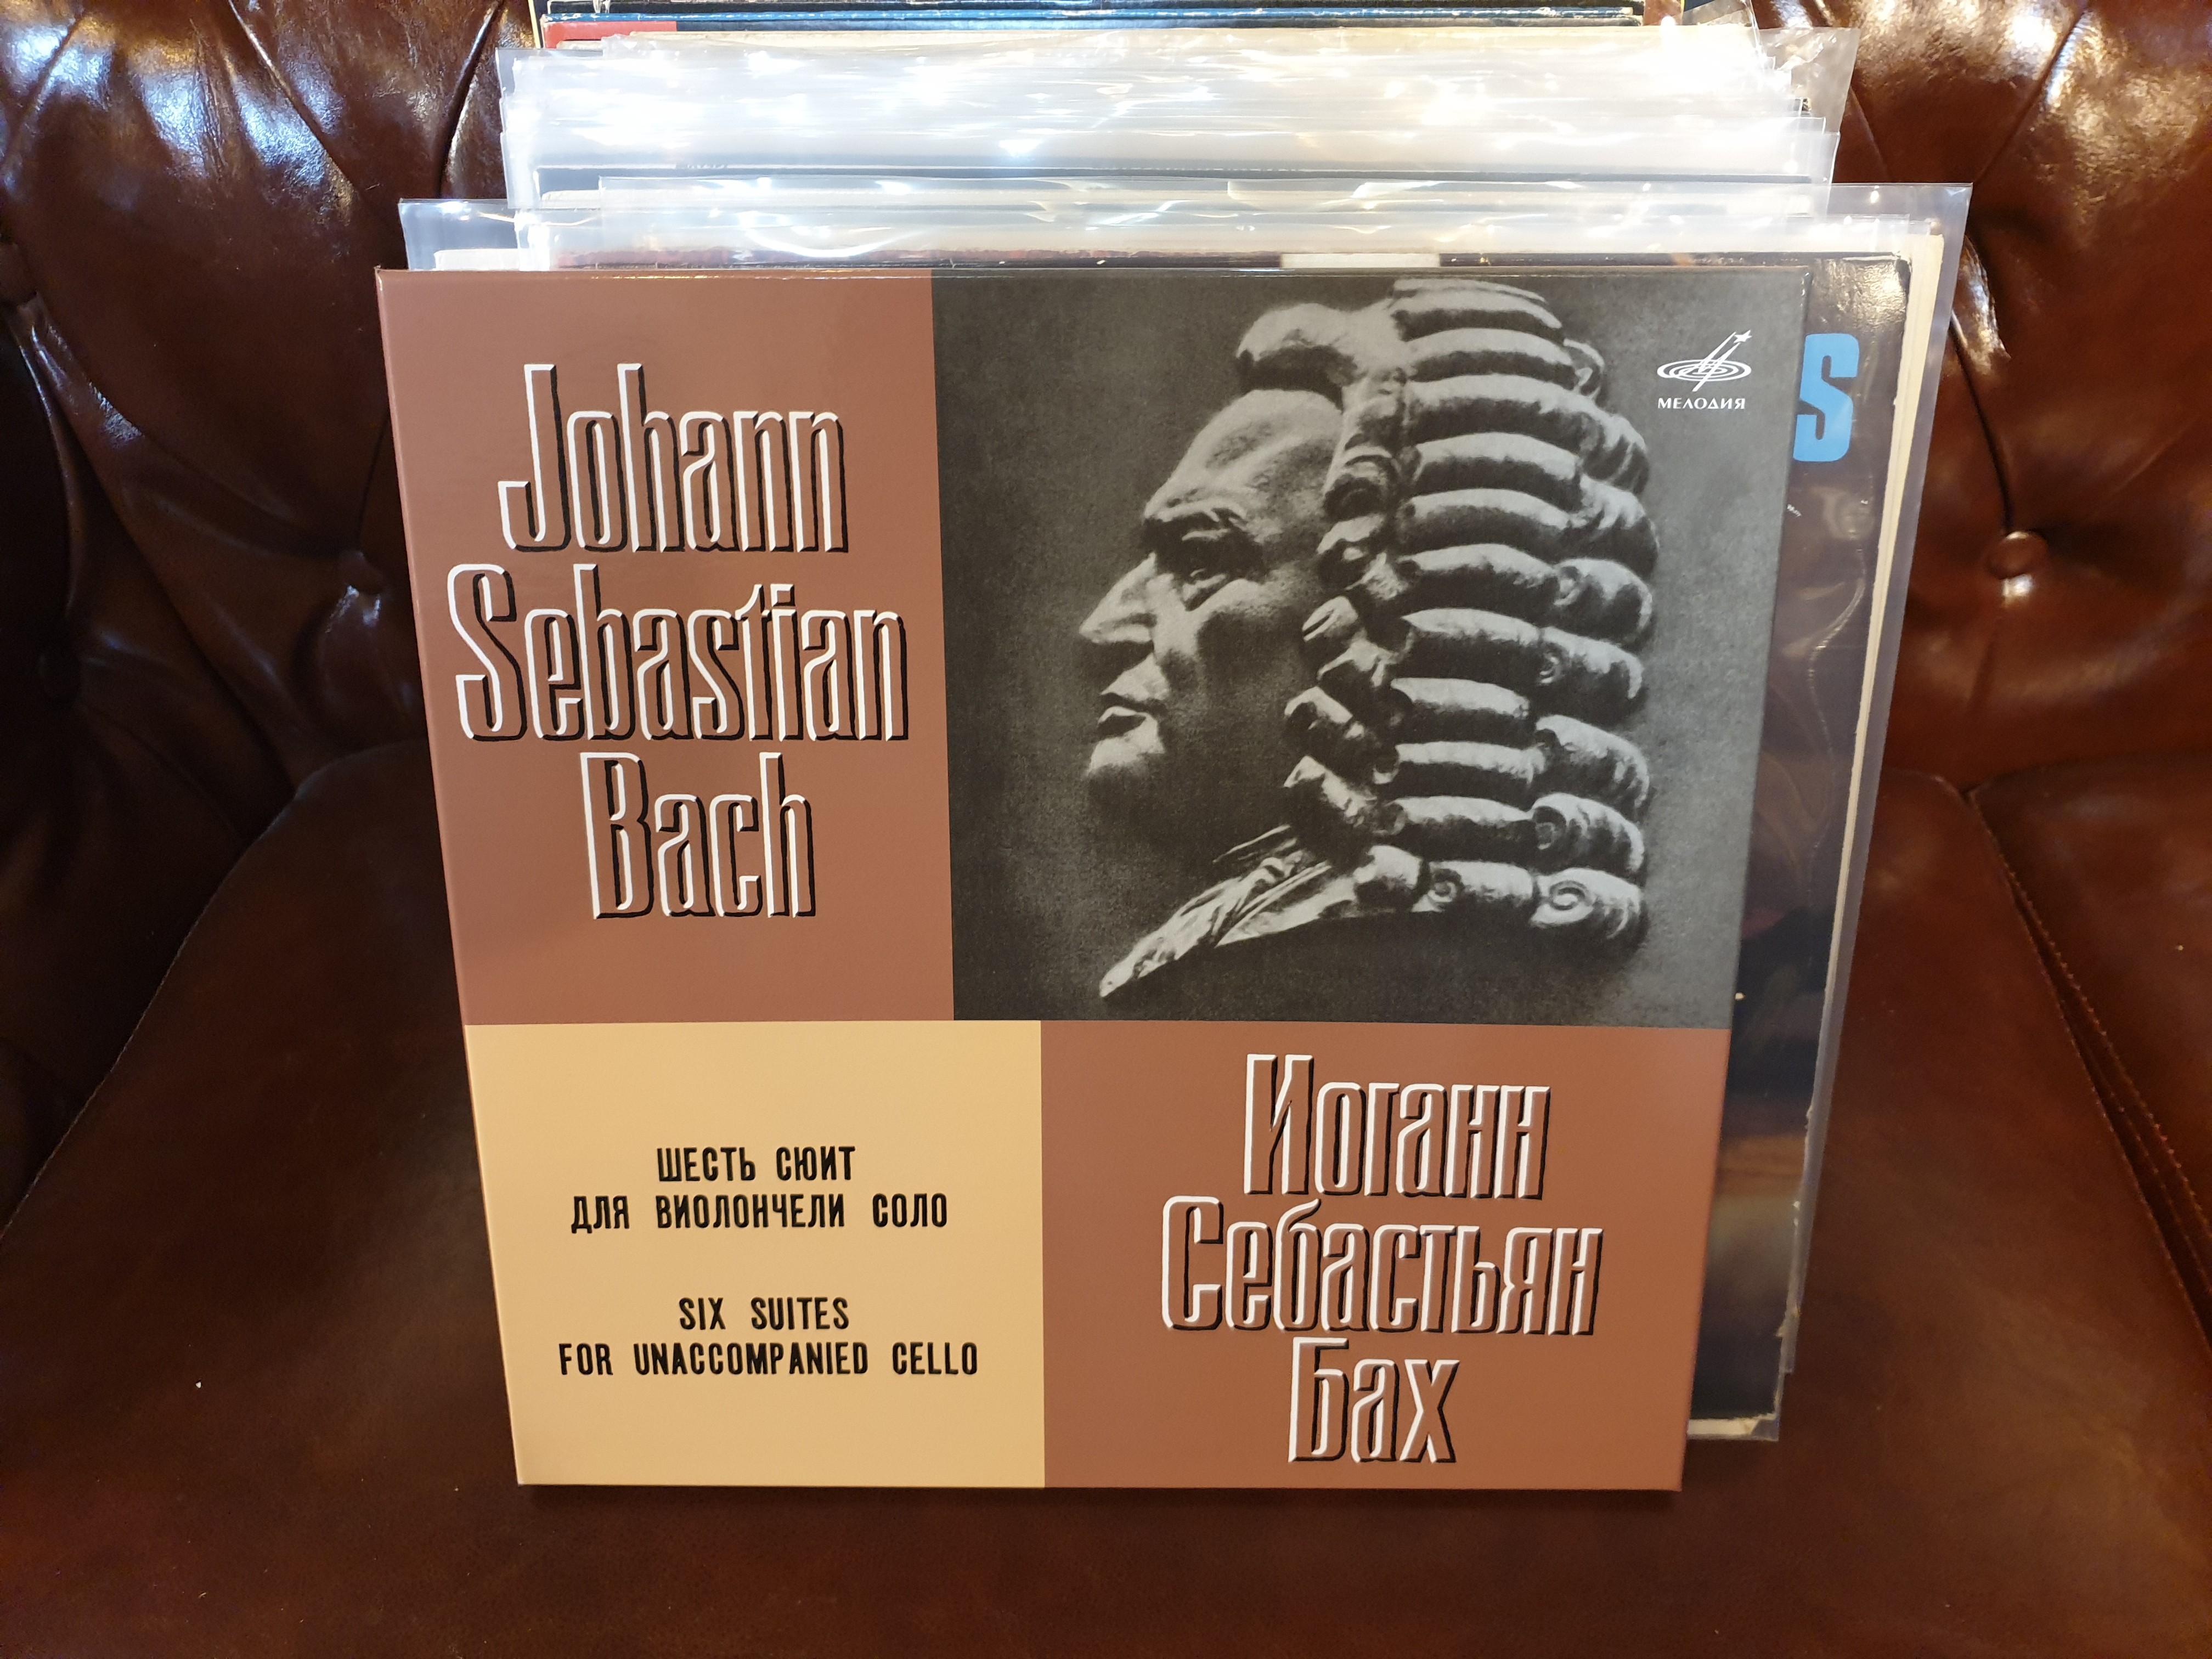 Johann
Sebastian
Bach
МЕЛОДИЯ
S
ШЕСТЬ СЮИТ
ДЛЯ ВИОЛОНЧЕЛИ СОЛО
SIX SUITES
FOR UNACCOMPANIED CELLO
Иоганн
Себастьян
Бах